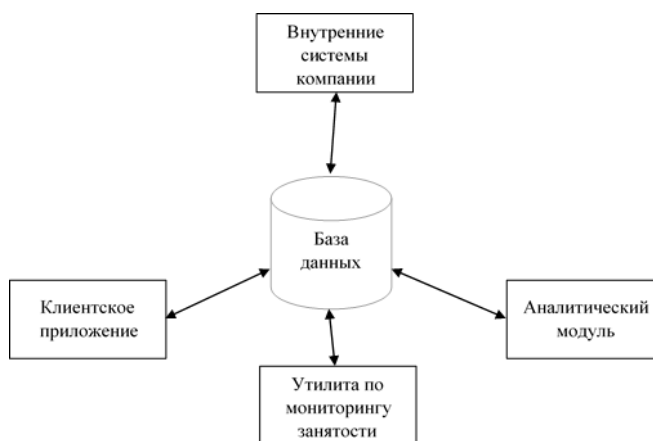 Внутренние
системы
компании
База
данных
Клиентское
приложение
Аналитический
модуль
Утилита по
мониторингу
занятости